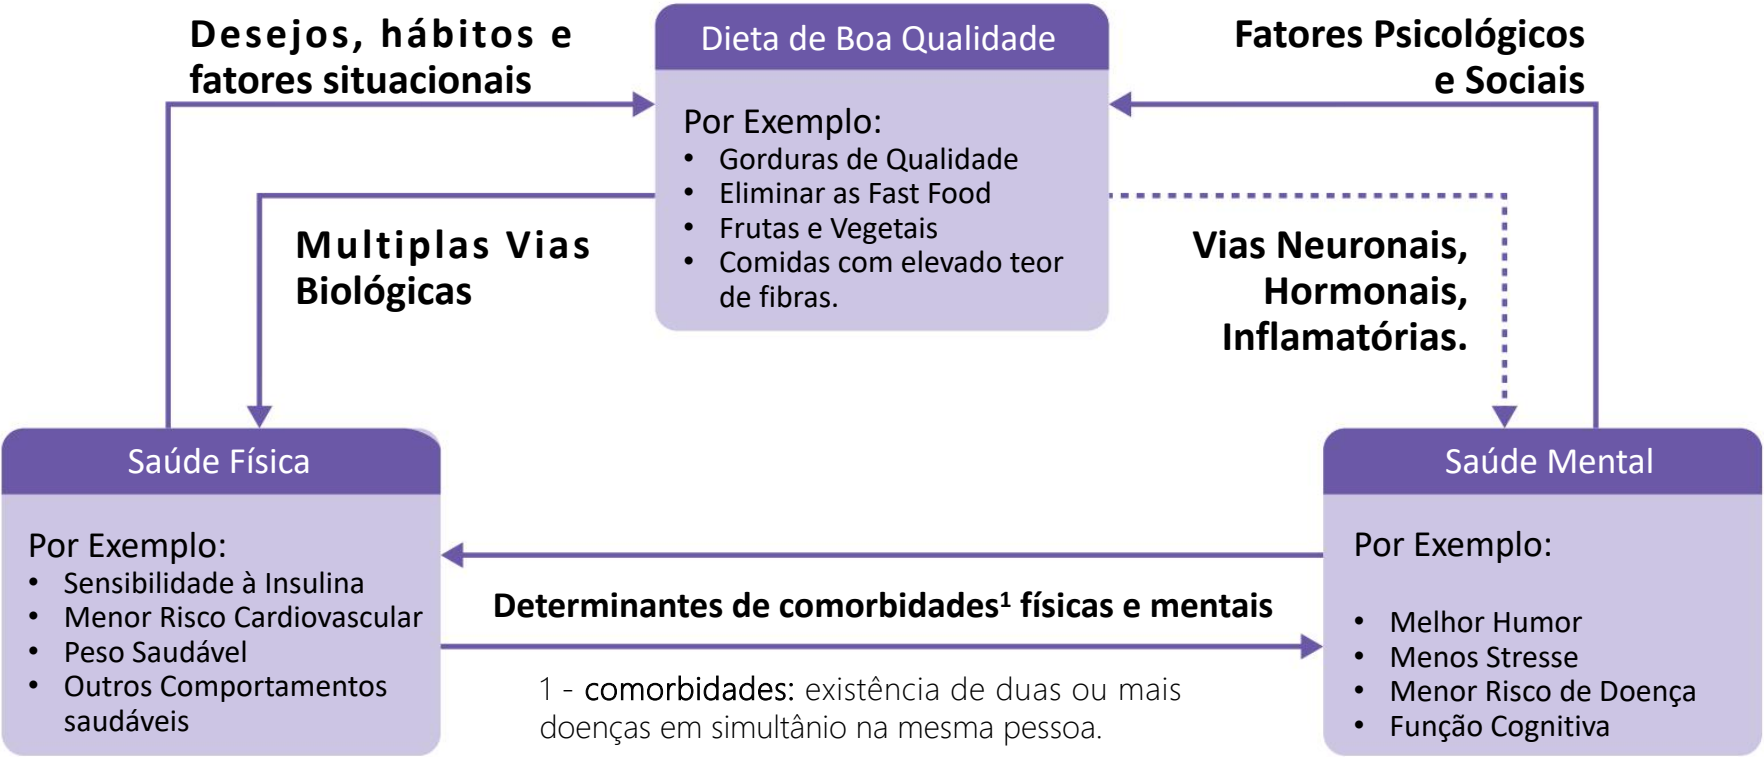 Desejos, hábitos e
fatores situacionais
Dieta de Boa Qualidade
Por Exemplo:
• Gorduras de Qualidade
• Eliminar as Fast Food
• Frutas e Vegetais
• Comidas com elevado teor
de fibras.
Fatores Psicológicos
e Sociais
Multiplas Vias
Biológicas
Vias Neuronais,
Hormonais,
Inflamatórias.
Saúde Física
Por Exemplo:
• Sensibilidade à Insulina
• Menor Risco Cardiovascular
• Peso Saudável
• Outros Comportamentos
saudáveis
Determinantes de comorbidades¹ físicas e mentais
1 - comorbidades: existência de duas ou mais
doenças em simultânio na mesma pessoa.
Saúde Mental
Por Exemplo:
• Melhor Humor
• Menos Stresse
• Menor Risco de Doença
• Função Cognitiva